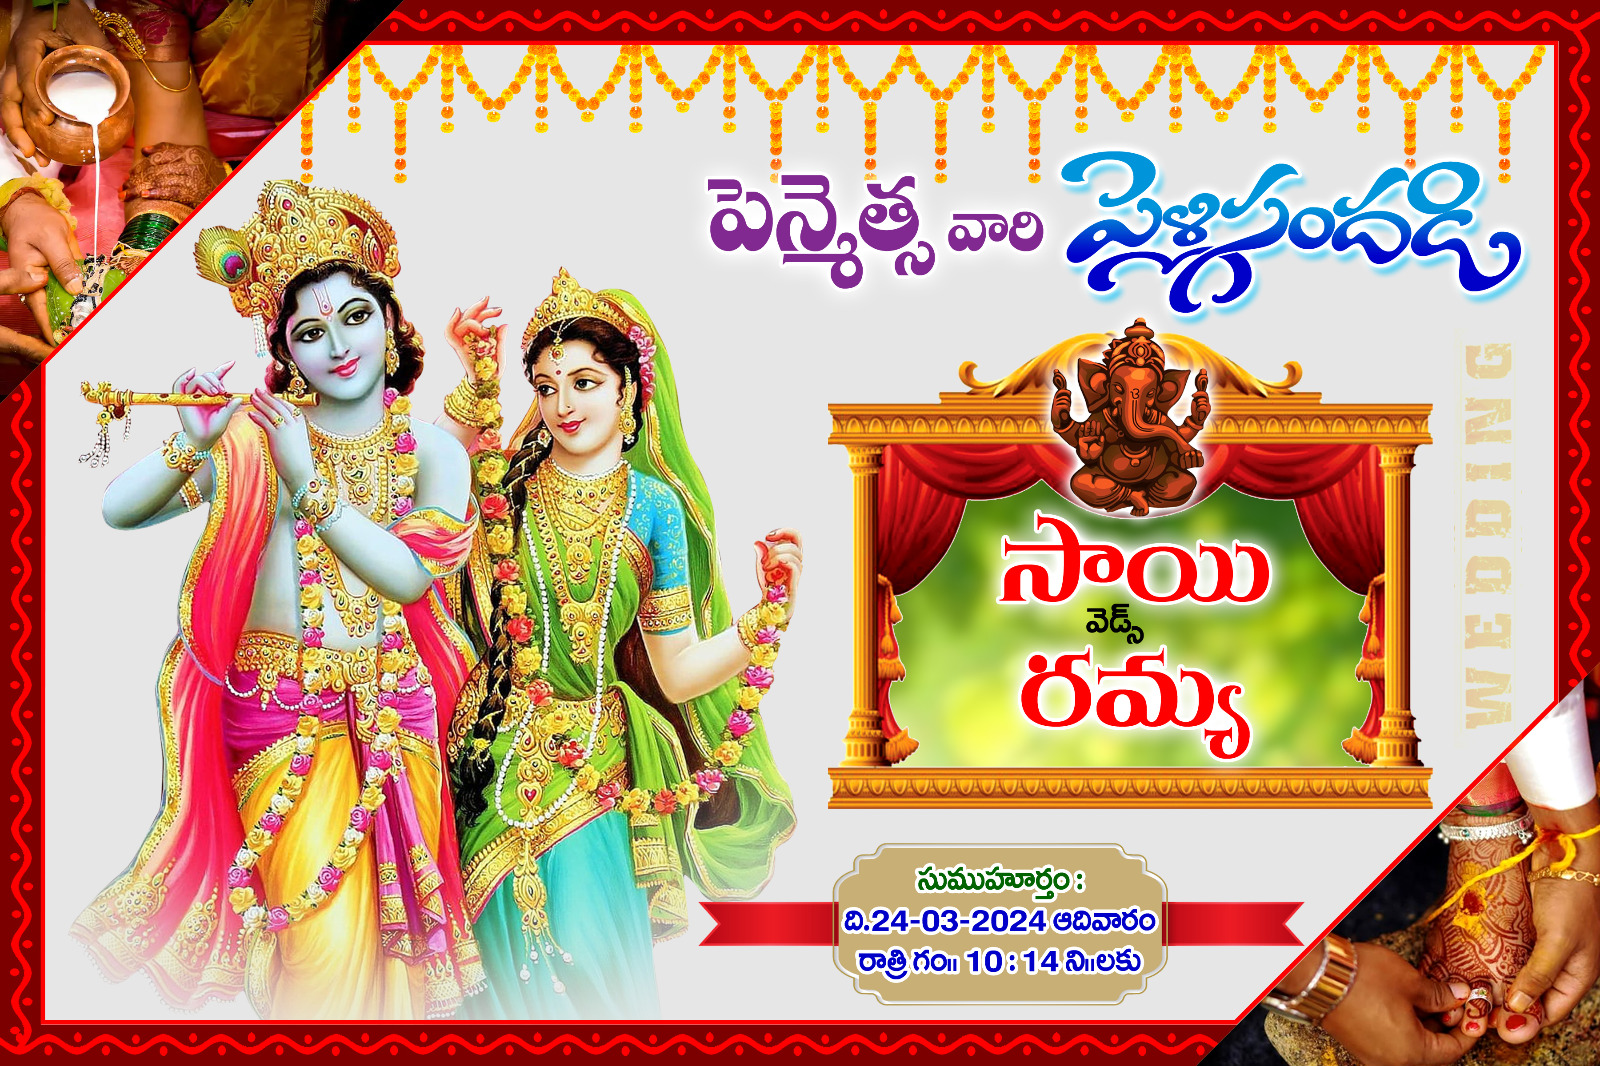 పెన్మెత్స వారి పెళ్ళిసందడి
సాయి
వెడ్స్
రమ్య
WEDDING
సుముహూర్తం :
ది.24-03-2024 ఆదివారం
రాత్రి గం॥ 10 : 14 ని॥లకు